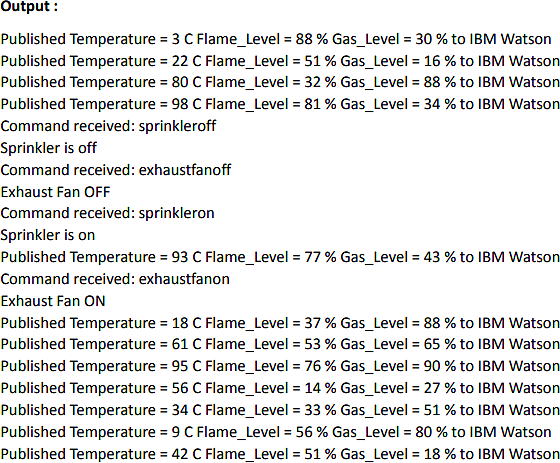 Output :
Published Temperature = 3 C Flame_Level = 88 % Gas_Level = 30 % to IBM Watson
Published Temperature = 22 C Flame_Level = 51 % Gas_Level = 16 % to IBM Watson
Published Temperature = 80 C Flame_Level = 32 % Gas_Level = 88 % to IBM Watson
Published Temperature = 98 C Flame_Level = 81 % Gas_Level = 34 % to IBM Watson
Command received: sprinkleroff
Sprinkler is off
Command received: exhaustfanoff
Exhaust Fan OFF
Command received: sprinkleron
Sprinkler is on
Published Temperature = 93 C Flame_Level = 77 % Gas_Level = 43 % to IBM Watson
Command received: exhaustfanon
Exhaust Fan ON
Published Temperature = 18 C Flame_Level = 37 % Gas_Level = 88 % to IBM Watson
Published Temperature = 61 C Flame_Level = 53 % Gas_Level = 65 % to IBM Watson
Published Temperature = 95 C Flame_Level = 76 % Gas_Level = 90 % to IBM Watson
Published Temperature = 56 C Flame_Level = 14 % Gas_Level = 27 % to IBM Watson
Published Temperature = 34 C Flame_Level = 33 % Gas_Level = 51 % to IBM Watson
Published Temperature = 9 C Flame_Level = 56 % Gas_Level = 80 % to IBM Watson
Published Temperature = 42 C Flame_Level = 51 % Gas_Level = 18 % to IBM Watson